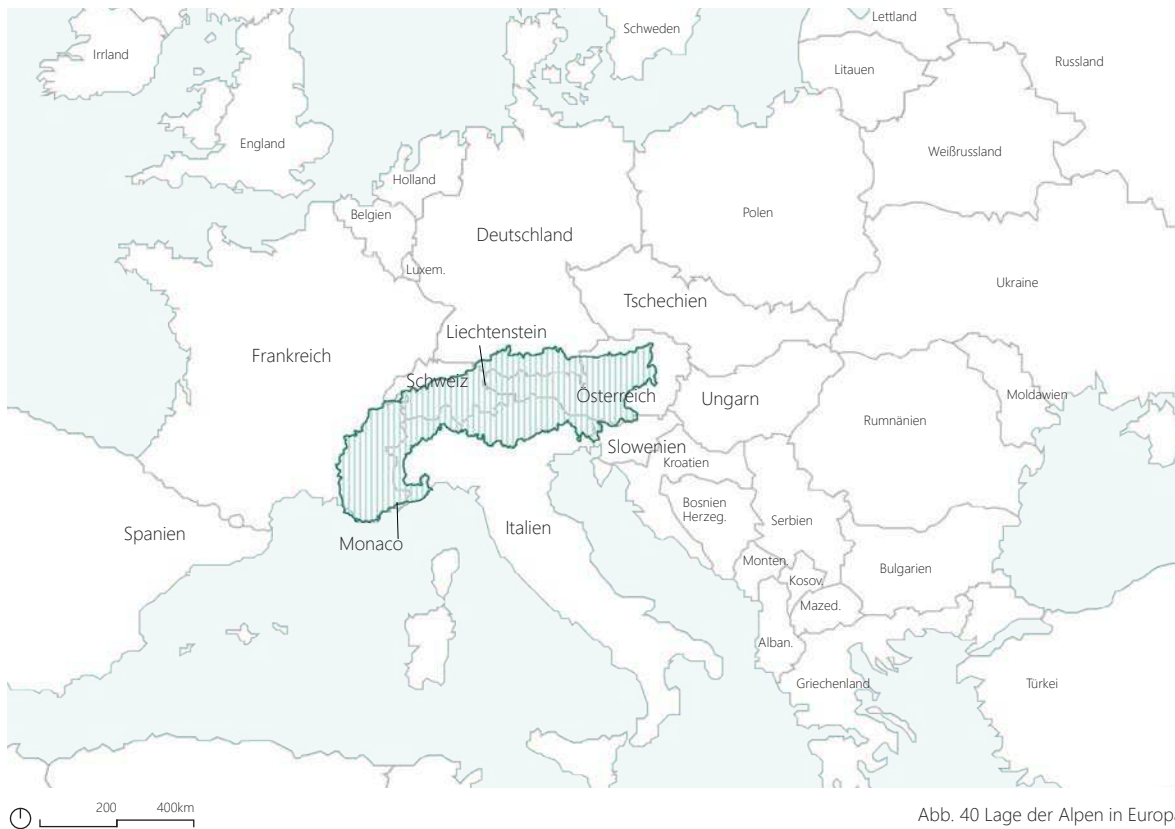 Irrland
Schweden
Lettland
Litauen
Russland
England
Weißrussland
Holland
Belgien
Polen
Deutschland
Luxem.
Ukraine
Tschechien
Liechtenstein
Frankreich
Schweiz
Österreich
Ungarn
Moldawien
Rumnänien
Slowenien
Kroatien
Bosnien
Herzeg.
Serbien
Spanien
Italien
Monaco
Monten.
Kosov.
Bulgarien
Mazed.
Alban.
Griechenland
Türkei
200 400km
Abb. 40 Lage der Alpen in Europ